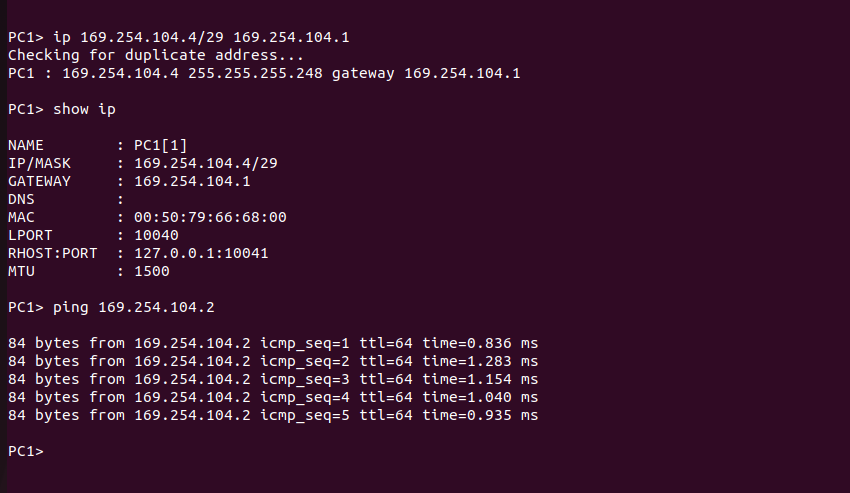 PC1> ip 169.254.104.4/29 169.254.104.1
Checking for duplicate address...
PC1 : 169.254.104.4 255.255.255.248 gateway 169.254.104.1
PC1> show ip
NAME        : PC1[1]
IP/MASK     : 169.254.104.4/29
GATEWAY     : 169.254.104.1
DNS         :
MAC         : 00:50:79:66:68:00
LPORT       : 10040
RHOST:PORT  : 127.0.0.1:10041
MTU         : 1500
PC1> ping 169.254.104.2
84 bytes from 169.254.104.2 icmp_seq=1 ttl=64 time=0.836 ms
84 bytes from 169.254.104.2 icmp_seq=2 ttl=64 time=1.283 ms
84 bytes from 169.254.104.2 icmp_seq=3 ttl=64 time=1.154 ms
84 bytes from 169.254.104.2 icmp_seq=4 ttl=64 time=1.040 ms
84 bytes from 169.254.104.2 icmp_seq=5 ttl=64 time=0.935 ms
PC1>